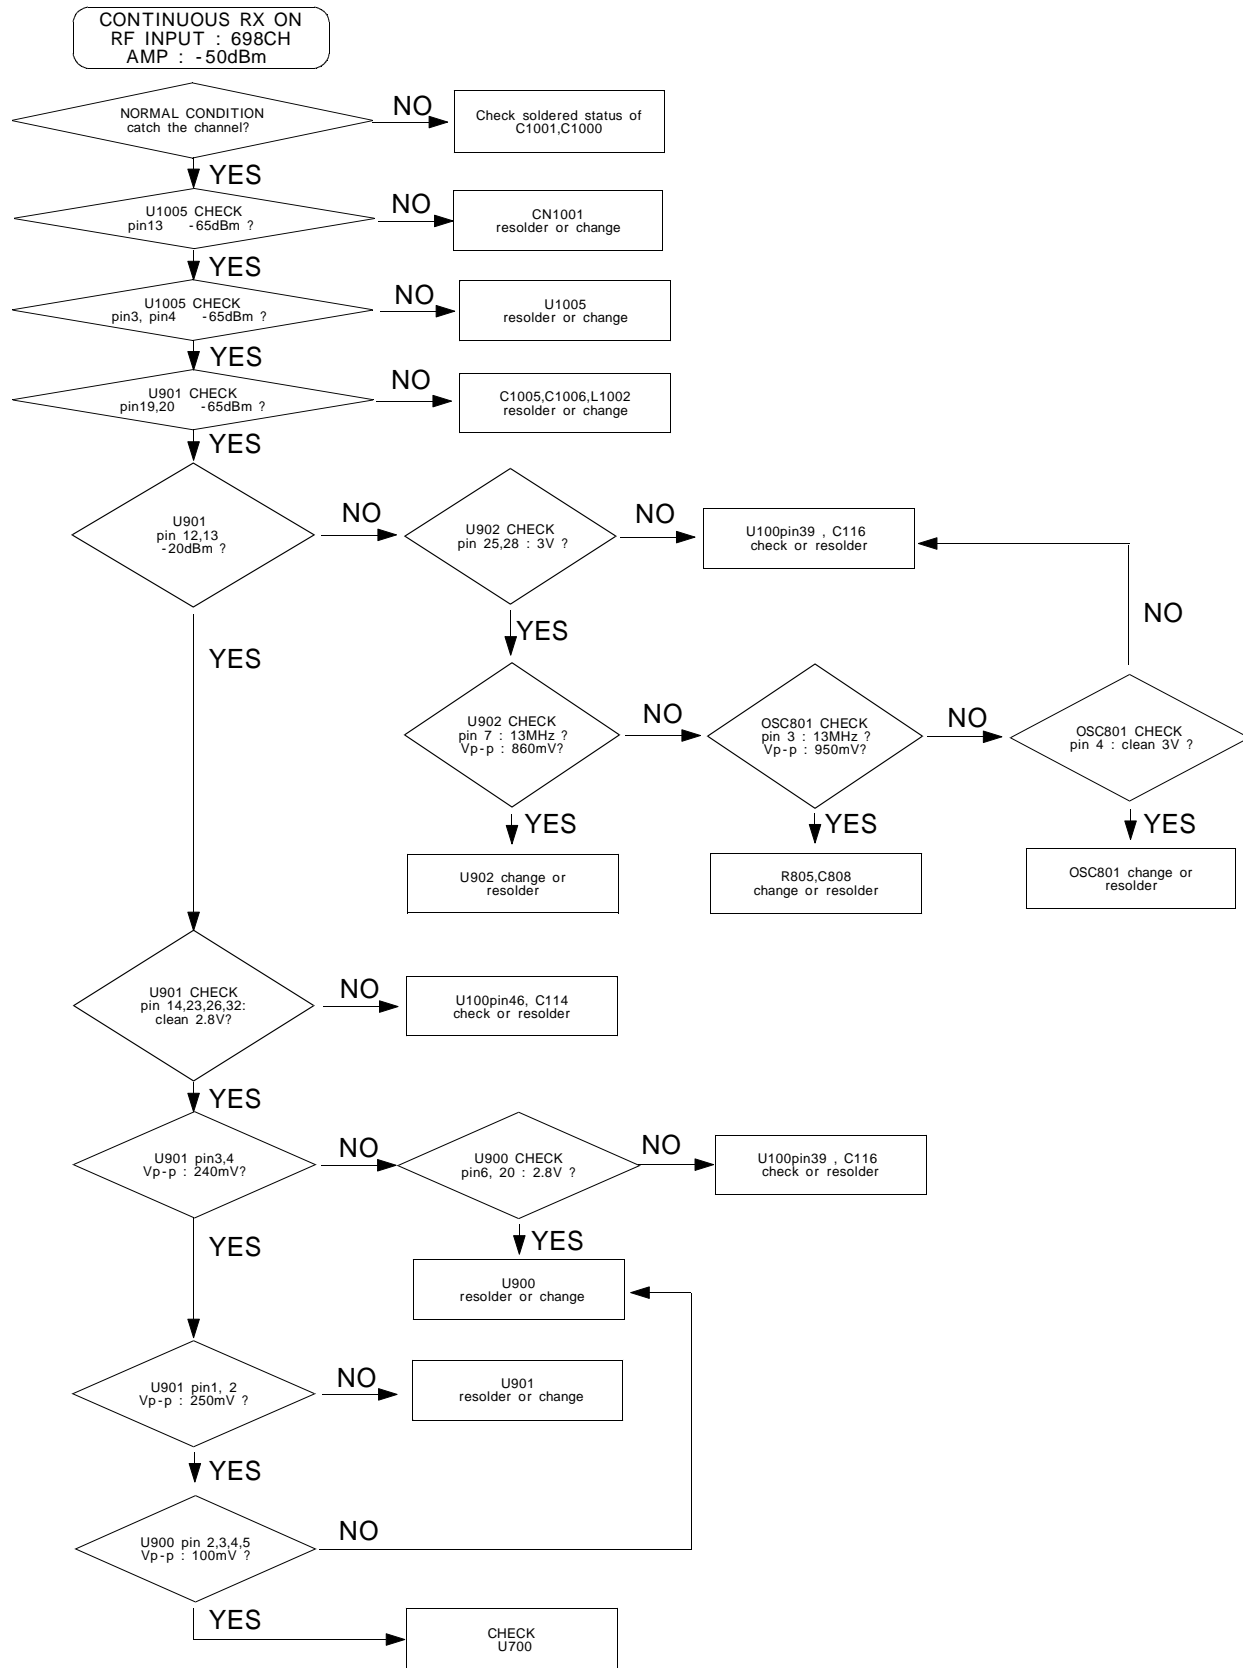 CONTINUOUS RX ON
RF INPUT : 698CH
AMP : -50dBm
NORMAL CONDITION
catch the channel?
NO
Check soldered status of
C1001,C1000
YES
U1005 CHECK
pin13 -65dBm ?
NO
CN1001
resolder or change
YES
U1005 CHECK
pin3, pin4 -65dBm ?
NO
U1005
resolder or change
YES
U901 CHECK
pin19,20 -65dBm ?
NO
C1005,C1006,L1002
resolder or change
YES
U901
pin 12,13
-20dBm ?
NO
U902 CHECK
pin 25,28 : 3V ?
NO
U100pin39 , C116
check or resolder
NO
YES
YES
U902 CHECK
pin 7 : 13MHz ?
Vp-p : 860mV?
NO
OSC801 CHECK
pin 3 : 13MHz ?
Vp-p : 950mV?
NO
OSC801 CHECK
pin 4 : clean 3V ?
YES
YES
YES
U902 change or
resolder
R805,C808
change or resolder
OSC801 change or
resolder
U901 CHECK
pin 14,23,26,32:
clean 2.8V?
NO
U100pin46, C114
check or resolder
YES
U901 pin3,4
Vp-p : 240mV?
NO
U900 CHECK
pin6, 20 : 2.8V ?
NO
U100pin39 , C116
check or resolder
YES
YES
U900
resolder or change
U901 pin1, 2
Vp-p : 250mV ?
NO
U901
resolder or change
YES
U900 pin 2,3,4,5
Vp-p : 100mV ?
NO
YES
CHECK
U700